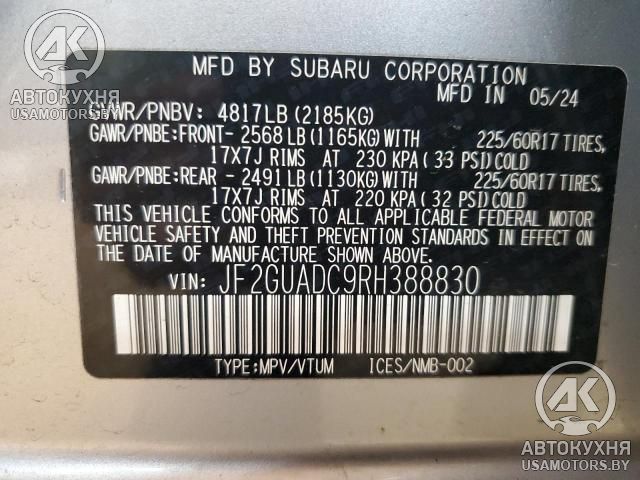 АВТОКУХНЯ
USAMOTORS.BY
MFD BY SUBARU CORPORATION
MFD IN 05/24
GVWR/PNBV: 4817LB (2185KG)
GAWR/PNBE:FRONT- 2568 LB (1165KG) WITH 225/60R17 TIRES,
17X7J RIMS AT 230 KPA ( 33 PSI) COLD
GAWR/PNBE:REAR - 2491 LB (1130KG) WITH 225/60R17 TIRES,
17X7J RIMS AT 220 KPA ( 32 PSI) COLD
THIS VEHICLE CONFORMS TO ALL APPLICABLE FEDERAL MOTOR
VEHICLE SAFETY AND THEFT PREVENTION STANDARDS IN EFFECT ON
THE DATE OF MANUFACTURE SHOWN ABOVE.
VIN: JF2GUADC9RH388830
TYPE:MPV/VTUM ICES/NMB-002
AK
АВТОКУХНЯ
USAMOTORS.BY